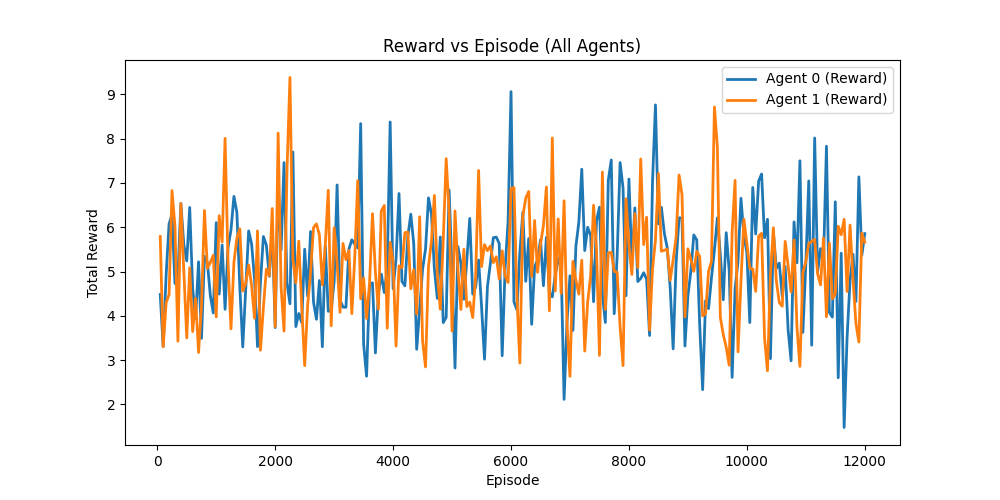 Reward vs Episode (All Agents)
Agent 0 (Reward)
Agent 1 (Reward)
Total Reward
9
8
7
6
5
4
3
2
0 2000 4000 6000 8000 10000 12000
Episode